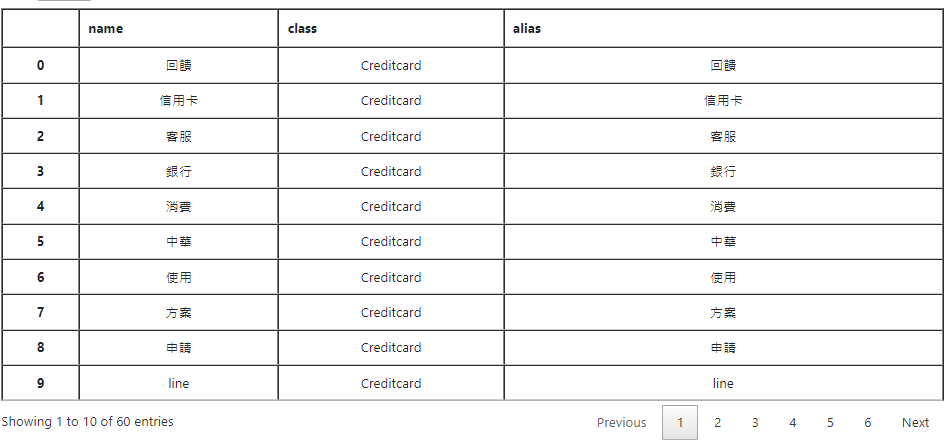 name class alias
0 回饋 Creditcard 回饋
1 信用卡 Creditcard 信用卡
2 客服 Creditcard 客服
3 銀行 Creditcard 銀行
4 消費 Creditcard 消費
5 中華 Creditcard 中華
6 使用 Creditcard 使用
7 方案 Creditcard 方案
8 申請 Creditcard 申請
9 line Creditcard line
Showing 1 to 10 of 60 entries Previous 1 2 3 4 5 6 Next